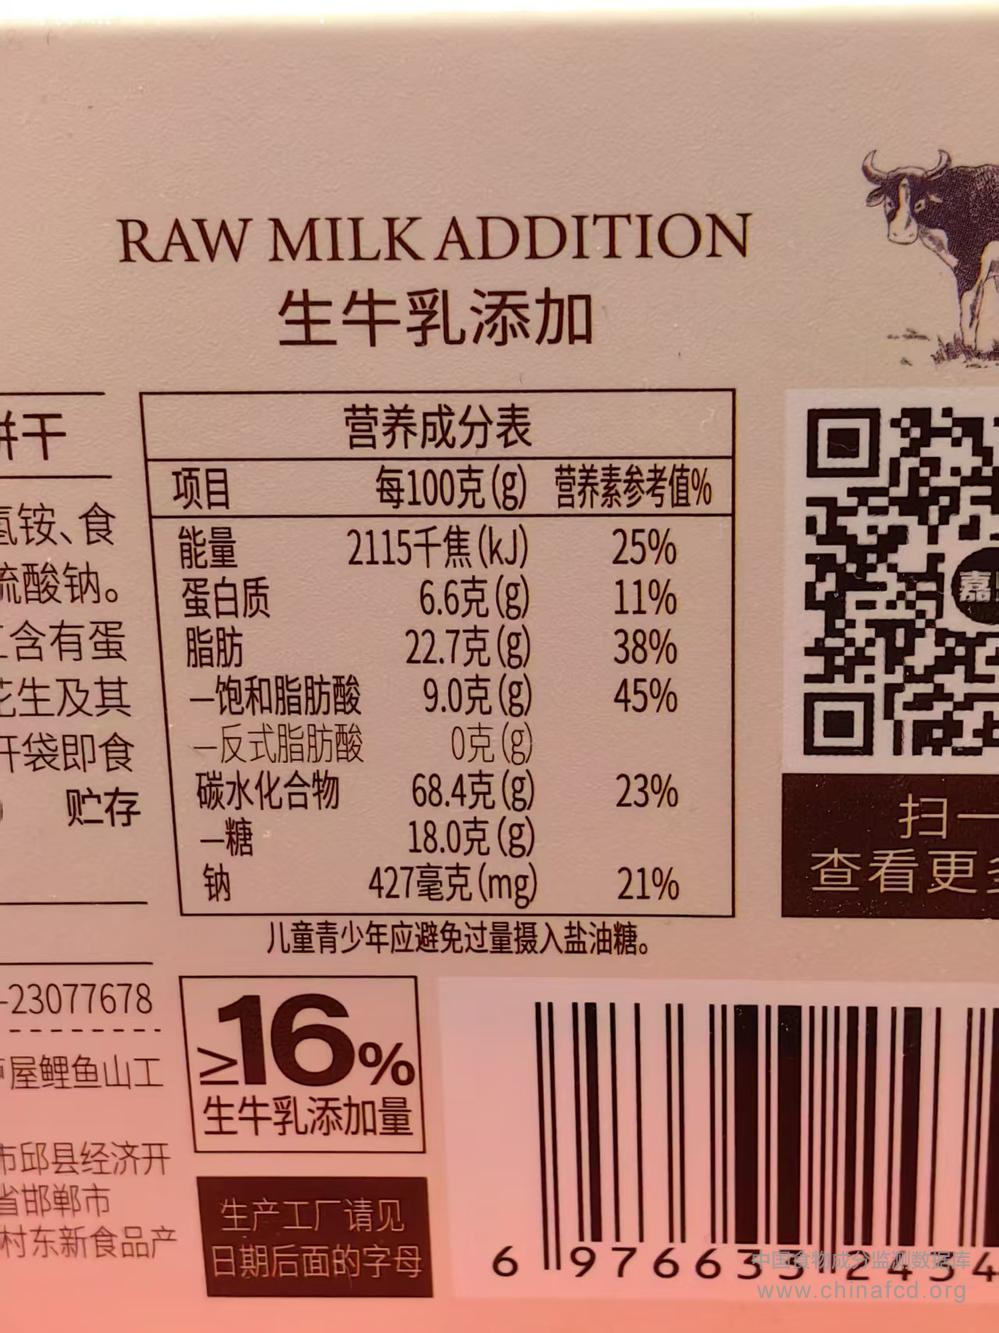 RAW MILK ADDITION
生牛乳添加
饼干
氢铵、食
硫酸钠。
含有蛋
花生及其
开袋即食
贮存
-23077678
屋鲤鱼山工
市邱县经济开
省邯郸市
村东新食品产
营养成分表
项目 每100克(g) 营养素参考值%
能量 2115千焦(kJ) 25%
蛋白质 6.6克(g) 11%
脂肪 22.7克(g) 38%
—饱和脂肪酸 9.0克(g) 45%
—反式脂肪酸 0克(g)
碳水化合物 68.4克(g) 23%
—糖 18.0克(g)
钠 427毫克(mg) 21%
儿童青少年应避免过量摄入盐油糖。
≥16%
生牛乳添加量
生产工厂请见
日期后面的字母
嘉
扫一
查看更多
6 976633 2434
中国食物成分监测数据库
www.chinafcd.org